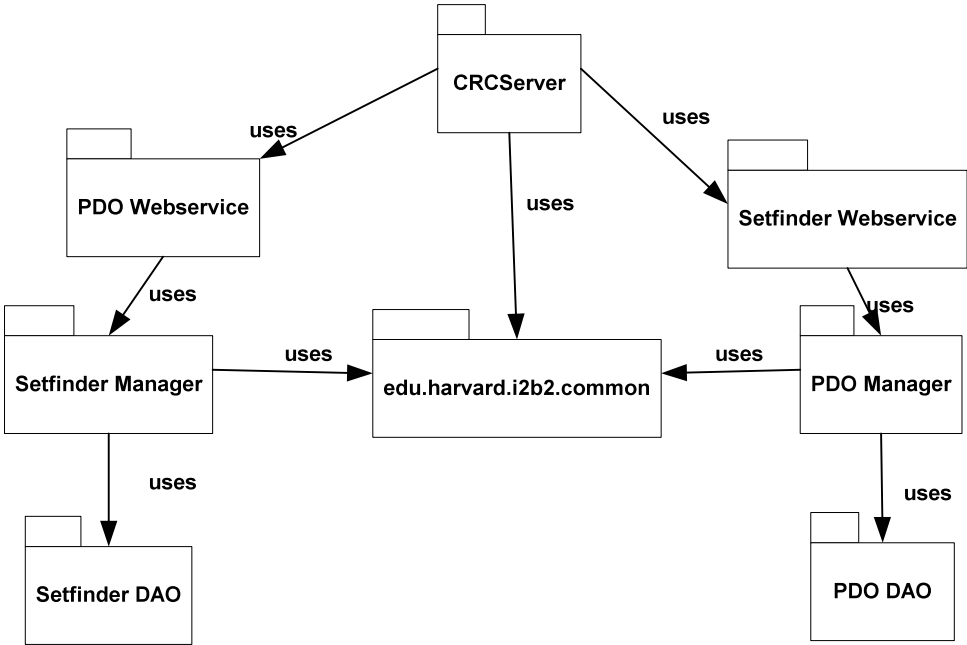 CRCServer
uses
uses
uses
PDO Webservice
Setfinder Webservice
uses
uses
Setfinder Manager
uses
edu.harvard.i2b2.common
uses
PDO Manager
uses
uses
Setfinder DAO
PDO DAO